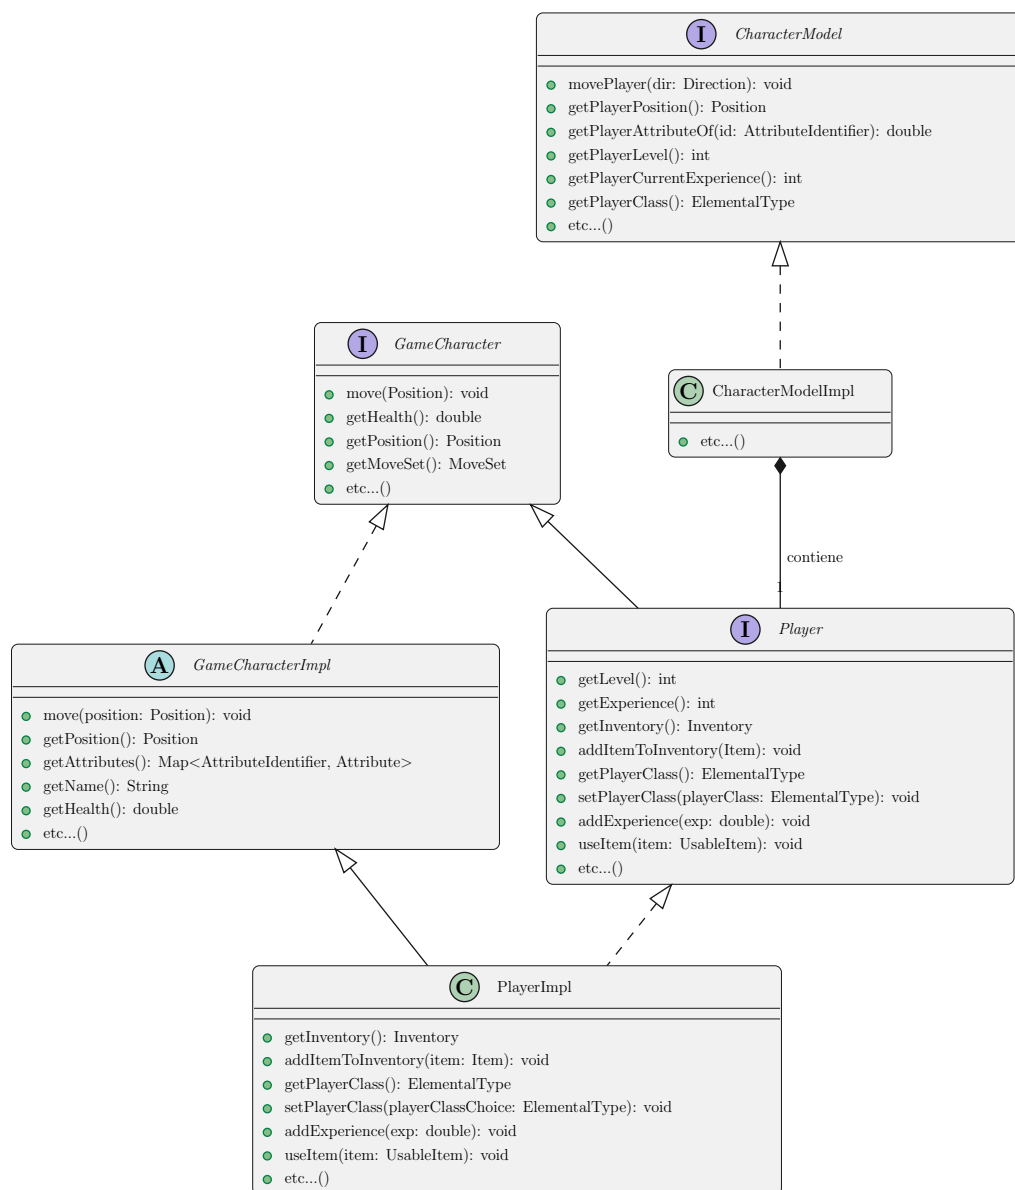 I CharacterModel
movePlayer(dir: Direction): void
getPlayerPosition(): Position
getPlayerAttributeOf(id: AttributeIdentifier): double
getPlayerLevel(): int
getPlayerCurrentExperience(): int
getPlayerClass(): ElementalType
etc...()
I GameCharacter
move(Position): void
getHealth(): double
getPosition(): Position
getMoveSet(): MoveSet
etc...()
C CharacterModelImpl
etc...()
contiene
1
A GameCharacterImpl
move(position: Position): void
getPosition(): Position
getAttributes(): Map<AttributeIdentifier, Attribute>
getName(): String
getHealth(): double
etc...()
I Player
getLevel(): int
getExperience(): int
getInventory(): Inventory
addItemToInventory(Item): void
getPlayerClass(): ElementalType
setPlayerClass(playerClass: ElementalType): void
addExperience(exp: double): void
useItem(item: UsableItem): void
etc...()
C PlayerImpl
getInventory(): Inventory
addItemToInventory(item: Item): void
getPlayerClass(): ElementalType
setPlayerClass(playerClassChoice: ElementalType): void
addExperience(exp: double): void
useItem(item: UsableItem): void
etc...()